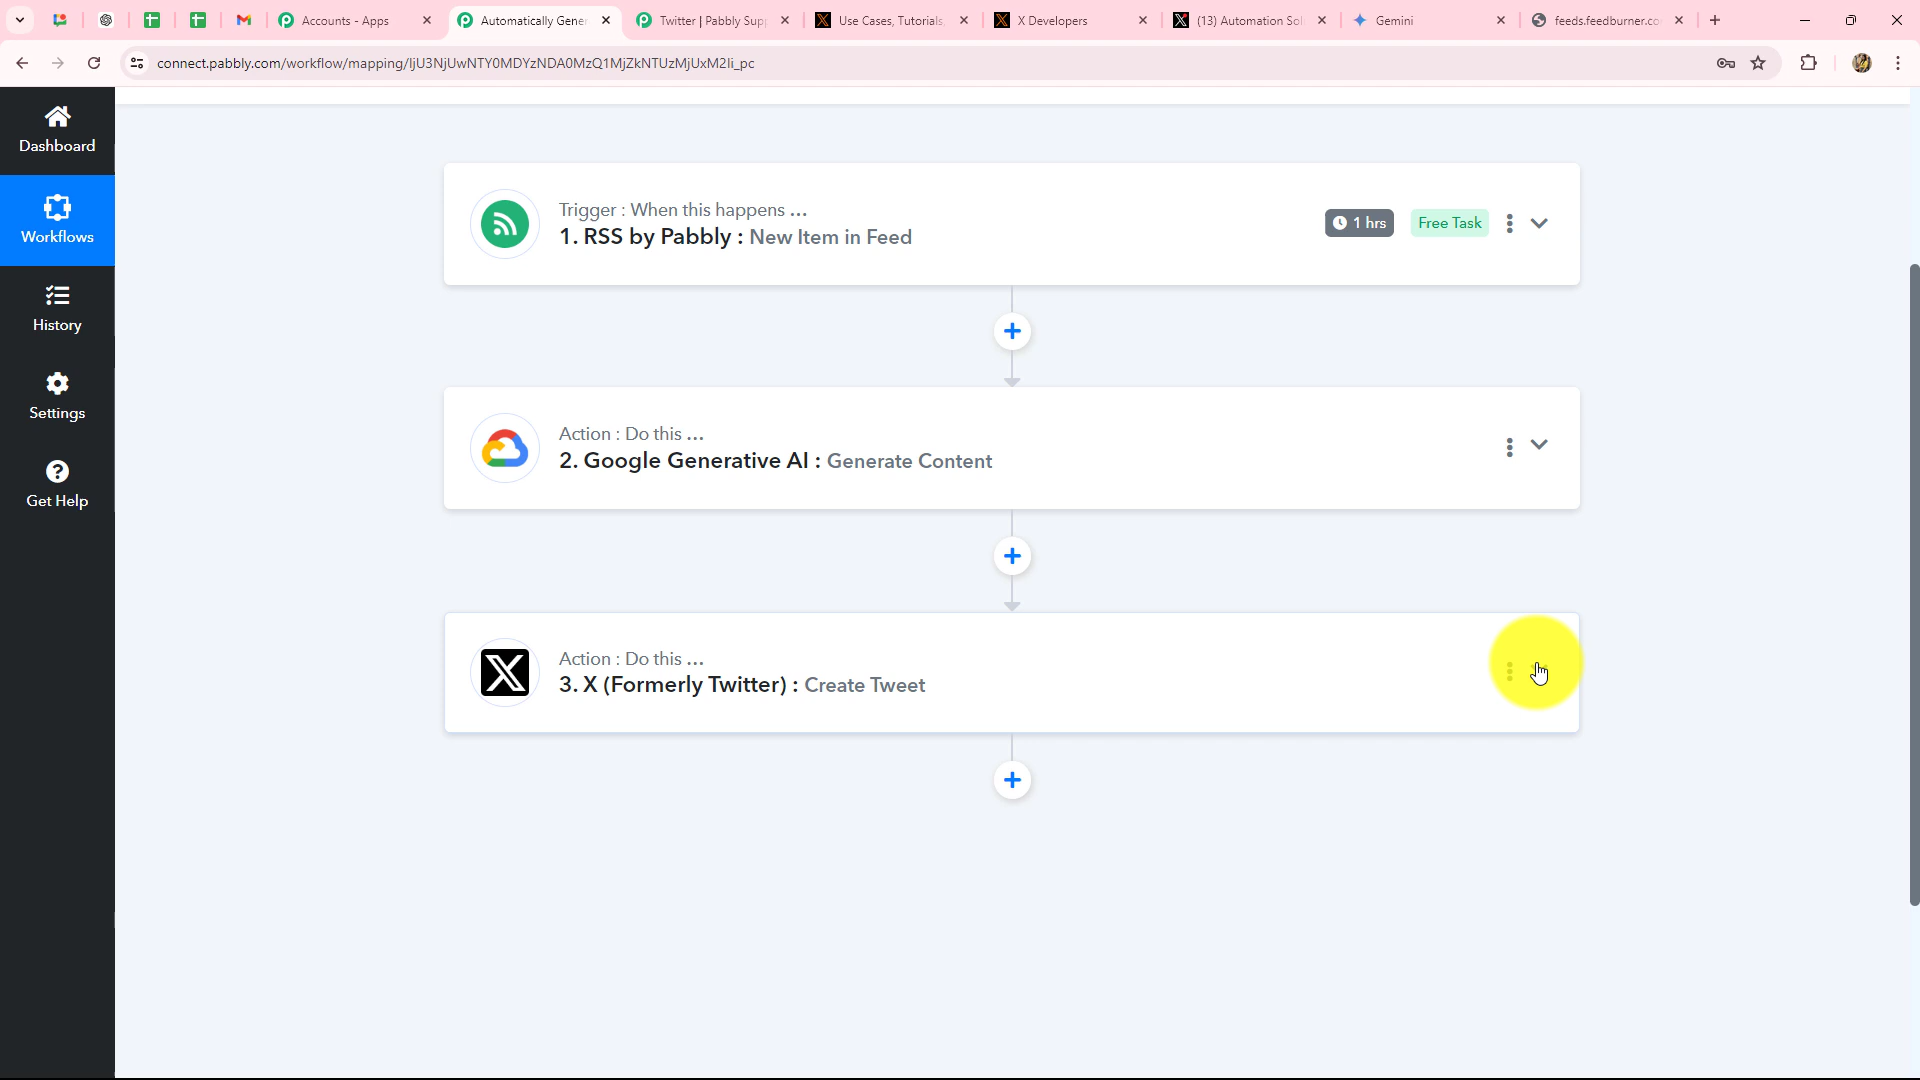 Accounts - Apps
Automatically Gener
Twitter | Pabbly Sup
Use Cases, Tutorials,
X Developers
(13) Automation Sol
Gemini
feeds.feedburner.co
connect.pabbly.com/workflow/mapping/IjU3NjUwNTY0MDYzNDA0MzQ1MjZkNTUzMjUxM2Ii_pc
Dashboard
Workflows
History
Settings
Get Help
Trigger : When this happens ...
1. RSS by Pabbly : New Item in Feed
1 hrs
Free Task
Action : Do this ...
2. Google Generative AI : Generate Content
Action : Do this ...
3. X (Formerly Twitter) : Create Tweet